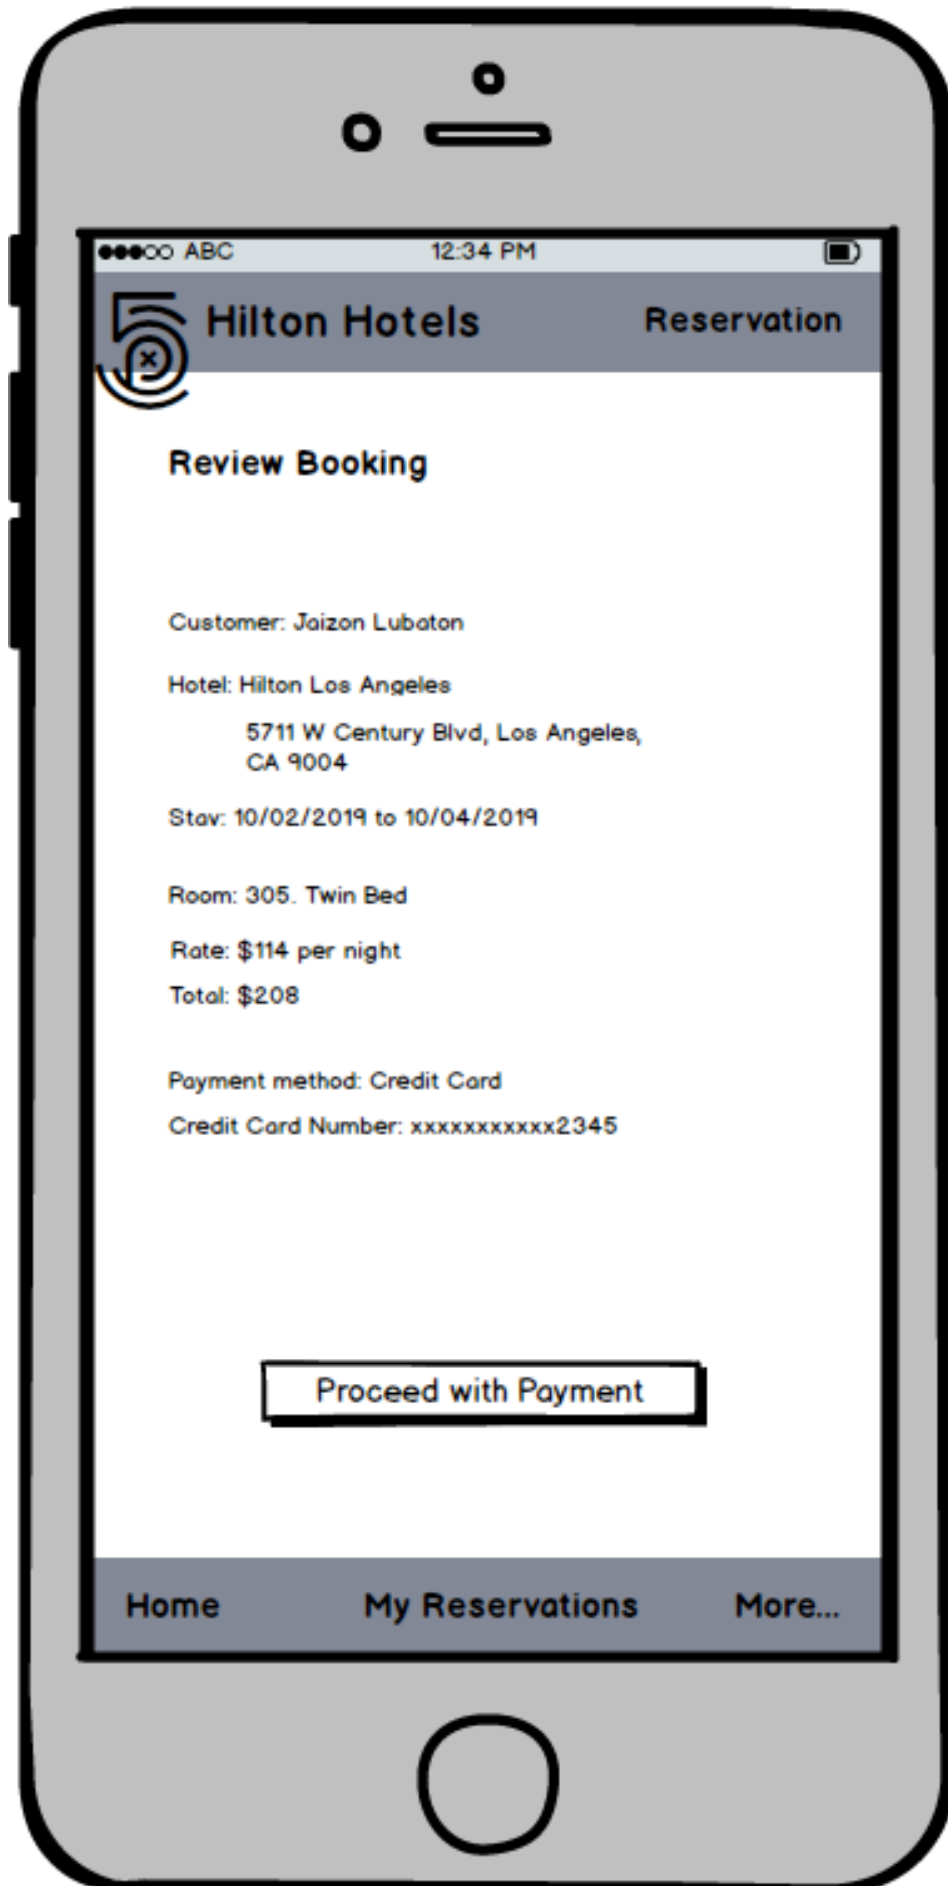 ABC 12:34 PM
Hilton Hotels Reservation
Review Booking
Customer: Jaizon Lubaton
Hotel: Hilton Los Angeles
5711 W Century Blvd, Los Angeles,
CA 9004
Stav: 10/02/2019 to 10/04/2019
Room: 305. Twin Bed
Rate: $114 per night
Total: $208
Payment method: Credit Card
Credit Card Number: xxxxxxxxxxx2345
Proceed with Payment
Home My Reservations More...